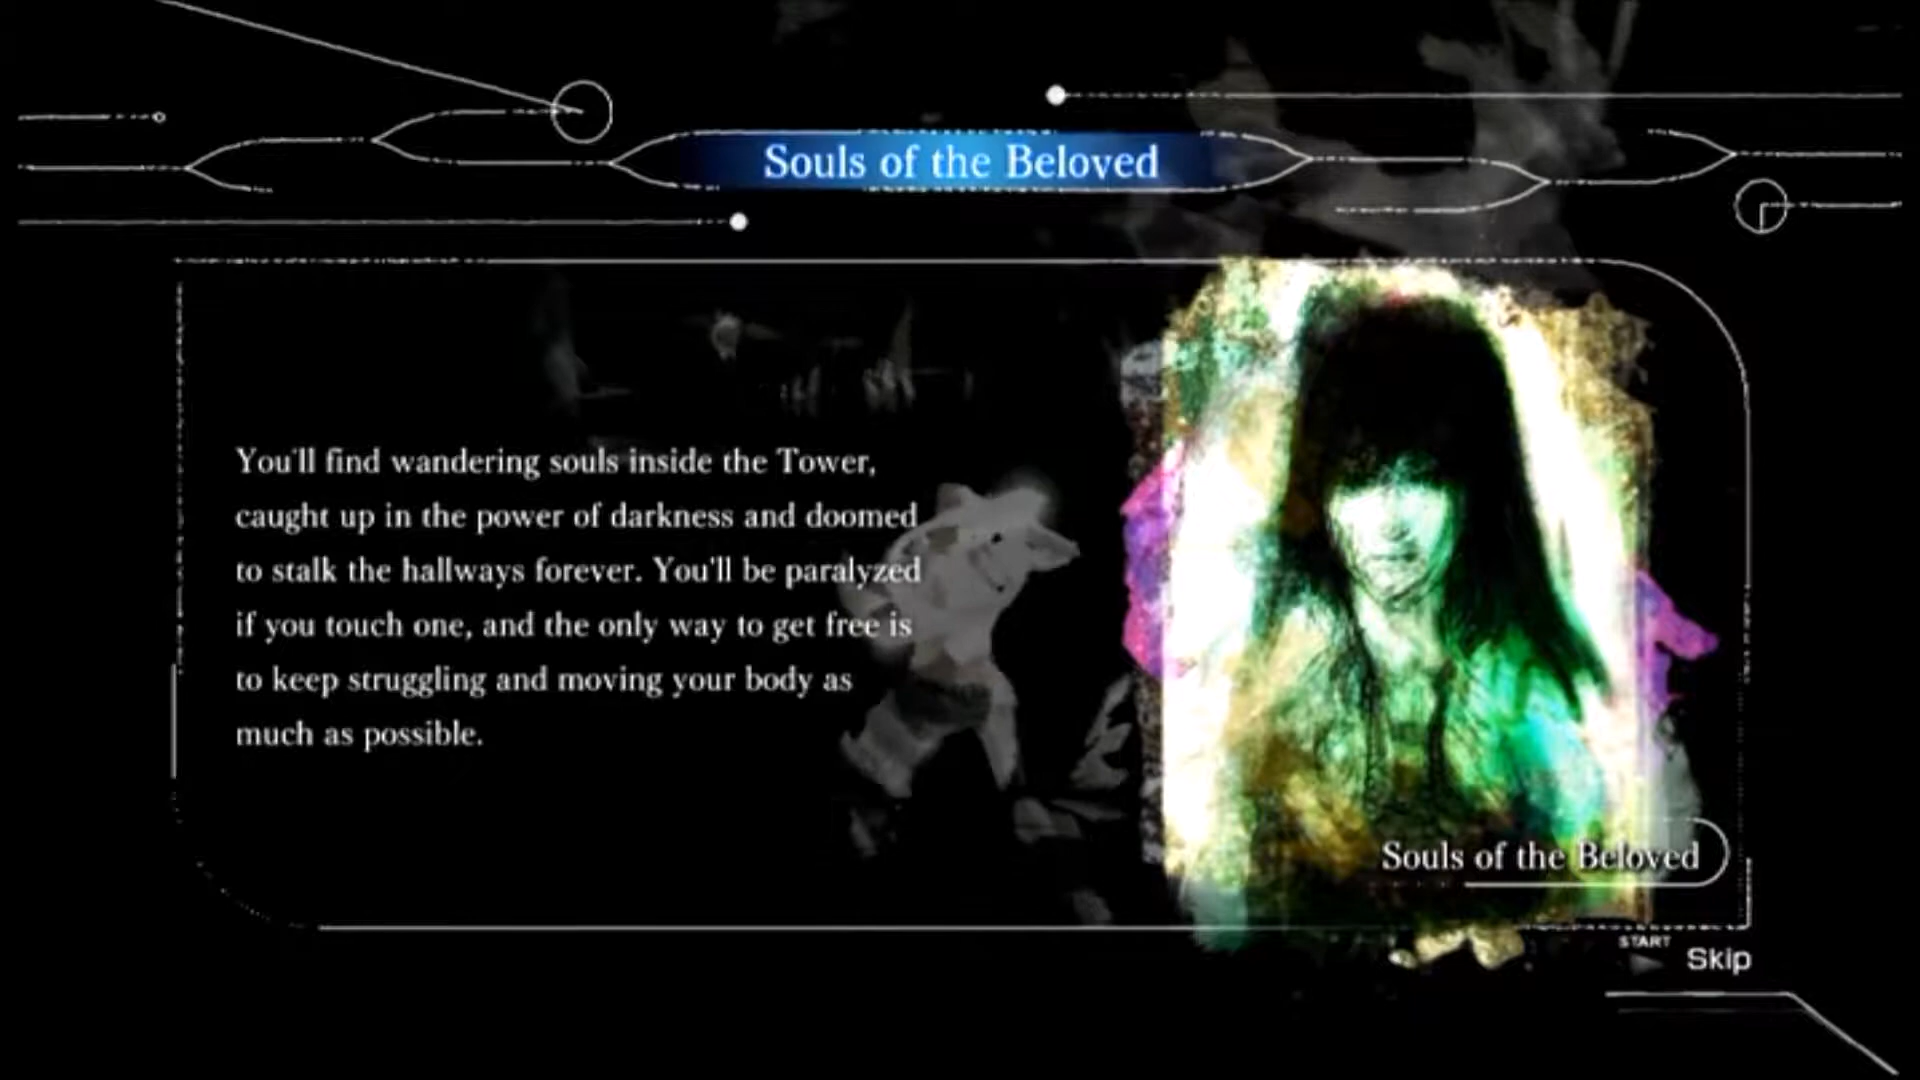 Souls of the Beloved
You'll find wandering souls inside the Tower,
caught up in the power of darkness and doomed
to stalk the hallways forever. You'll be paralyzed
if you touch one, and the only way to get free is
to keep struggling and moving your body as
much as possible.
Souls of the Beloved
START
Skip